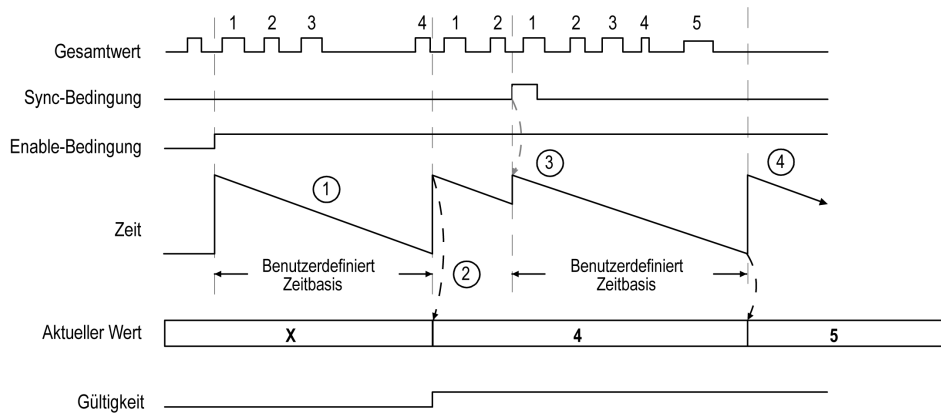 1 2 3 4 1 2 1 2 3 4 5
Gesamtwert
Sync-Bedingung
Enable-Bedingung
1 3 4
Zeit
Benutzerdefiniert
Zeitbasis
2
Benutzerdefiniert
Zeitbasis
Aktueller Wert X 4 5
Gültigkeit